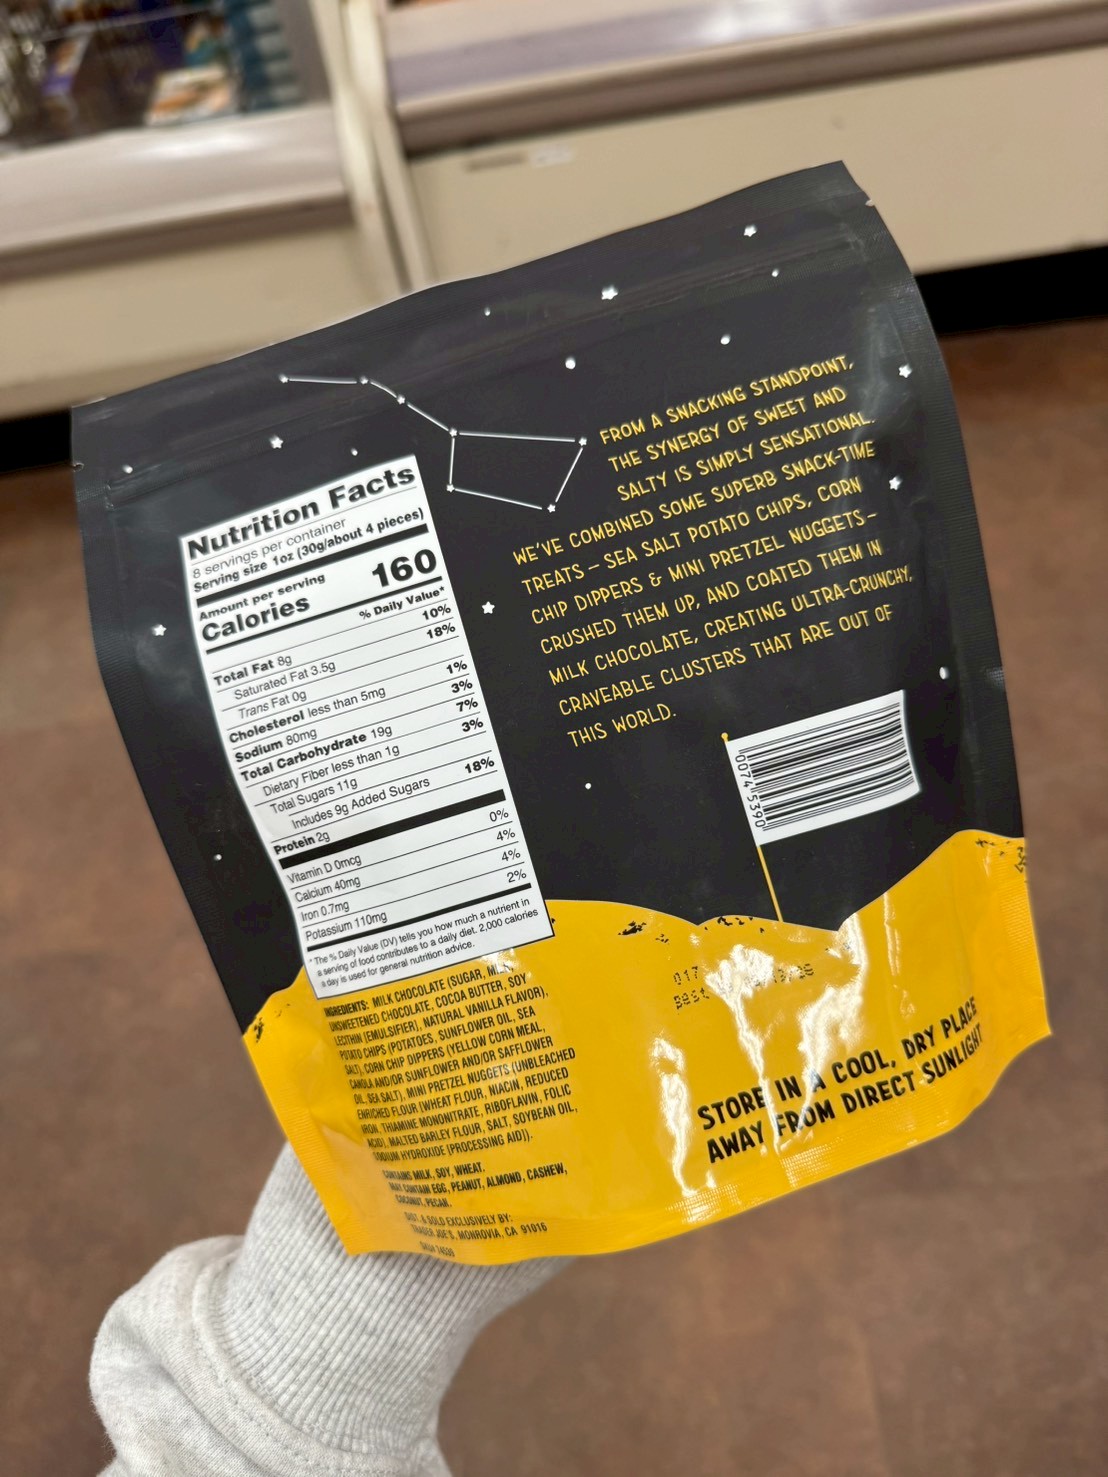 Nutrition Facts
8 servings per container
Serving size 1oz (30g/about 4 pieces)
Amount per serving
Calories 160
% Daily Value*
Total Fat 8g 10%
Saturated Fat 3.5g 18%
Trans Fat 0g
Cholesterol less than 5mg 1%
Sodium 80mg 3%
Total Carbohydrate 19g 7%
Dietary Fiber less than 1g 3%
Total Sugars 11g
Includes 9g Added Sugars 18%
Protein 2g
Vitamin D 0mcg 0%
Calcium 40mg 4%
Iron 0.7mg 4%
Potassium 110mg 2%
* The % Daily Value (DV) tells you how much a nutrient in
a serving of food contributes to a daily diet. 2,000 calories
a day is used for general nutrition advice.
INGREDIENTS: MILK CHOCOLATE (SUGAR, MILK,
UNSWEETENED CHOCOLATE, COCOA BUTTER, SOY
LECITHIN [EMULSIFIER], NATURAL VANILLA FLAVOR),
POTATO CHIPS (POTATOES, SUNFLOWER OIL, SEA
SALT), CORN CHIP DIPPERS (YELLOW CORN MEAL,
CANOLA AND/OR SUNFLOWER AND/OR SAFFLOWER
OIL, SEA SALT), MINI PRETZEL NUGGETS (UNBLEACHED
ENRICHED FLOUR [WHEAT FLOUR, NIACIN, REDUCED
IRON, THIAMINE MONONITRATE, RIBOFLAVIN, FOLIC
ACID], MALTED BARLEY FLOUR, SALT, SOYBEAN OIL,
SODIUM HYDROXIDE [PROCESSING AID]).
CONTAINS MILK, SOY, WHEAT.
MAY CONTAIN EGG, PEANUT, ALMOND, CASHEW,
COCONUT, PECAN.
DIST. & SOLD EXCLUSIVELY BY:
TRADER JOE'S, MONROVIA, CA 91016
FROM A SNACKING STANDPOINT,
THE SYNERGY OF SWEET AND
SALTY IS SIMPLY SENSATIONAL.
WE'VE COMBINED SOME SUPERB SNACK-TIME
TREATS – SEA SALT POTATO CHIPS, CORN
CHIP DIPPERS & MINI PRETZEL NUGGETS –
CRUSHED THEM UP, AND COATED THEM IN
MILK CHOCOLATE, CREATING ULTRA-CRUNCHY,
CRAVEABLE CLUSTERS THAT ARE OUT OF
THIS WORLD.
0074 5390
017
Best
STORE IN A COOL, DRY PLACE
AWAY FROM DIRECT SUNLIGHT